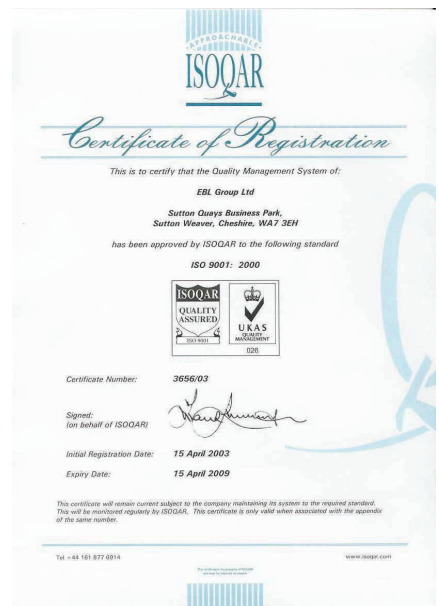 APPROACHABLE
ISOQAR
Certificate of Registration
This is to certify that the Quality Management System of:
EBL Group Ltd
Sutton Quays Business Park,
Sutton Weaver, Cheshire, WA7 3EH
has been approved by ISOQAR to the following standard
ISO 9001: 2000
ISOQAR
QUALITY
ASSURED
ISO 9001
UKAS
QUALITY
MANAGEMENT
026
Certificate Number: 3656/03
Signed:
(on behalf of ISOQAR)
Initial Registration Date: 15 April 2003
Expiry Date: 15 April 2009
This certificate will remain current subject to the company maintaining its system to the required standard.
This will be monitored regularly by ISOQAR. This certificate is only valid when associated with the appendix
of the same number.
Tel +44 161 877 6914
www.isoqar.com